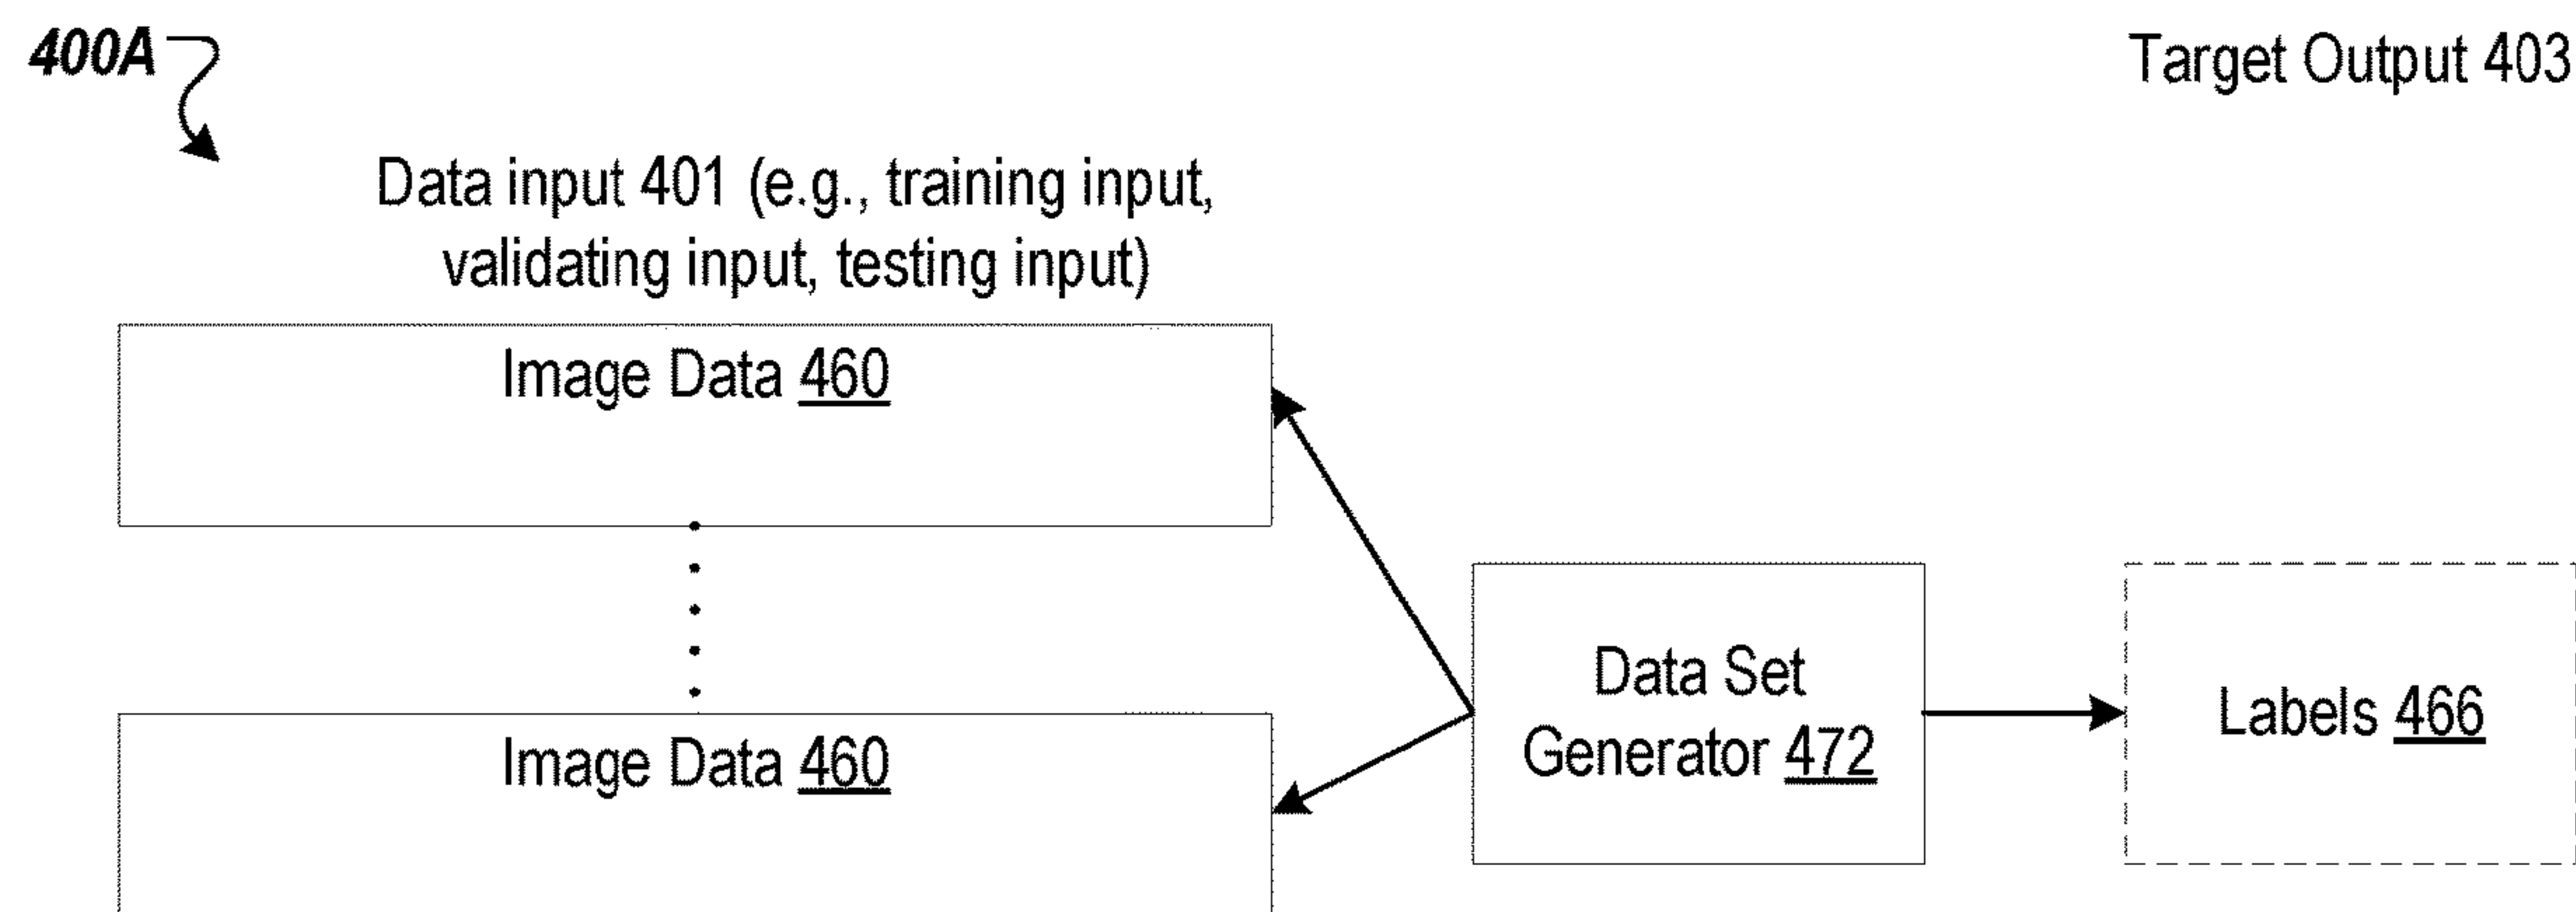 400A
Target Output 403
Data input 401 (e.g., training input,
validating input, testing input)
Image Data 460
Data Set
Generator 472
Labels 466
Image Data 460